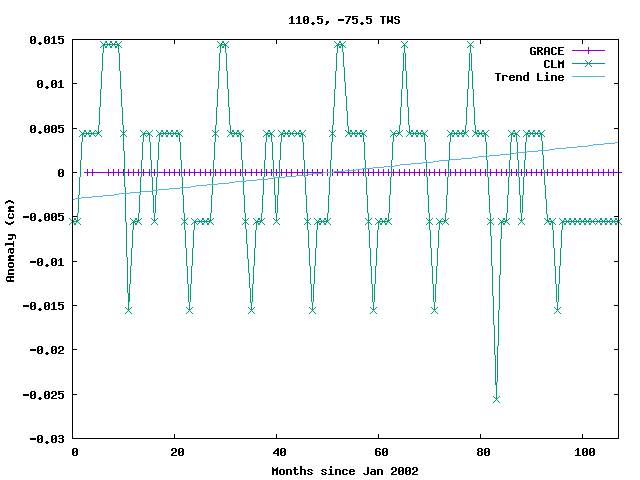 110.5, -75.5 TWS
GRACE
CLM
Trend Line
0.015
0.01
0.005
0
-0.005
-0.01
-0.015
-0.02
-0.025
-0.03
Anomaly (cm)
0 20 40 60 80 100
Months since Jan 2002